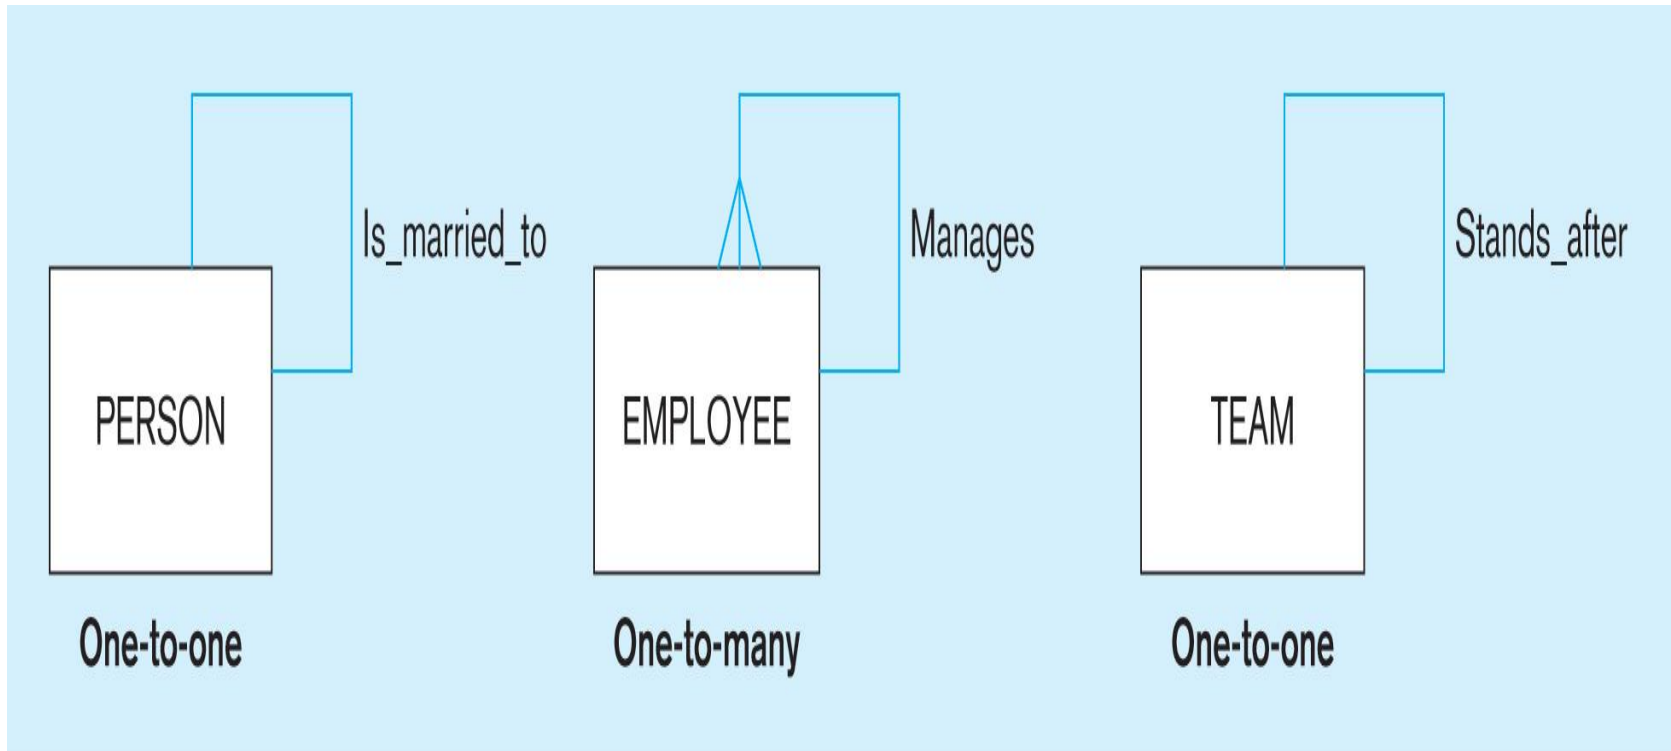 Is_married_to
Manages
Stands_after
PERSON
EMPLOYEE
TEAM
One-to-one
One-to-many
One-to-one